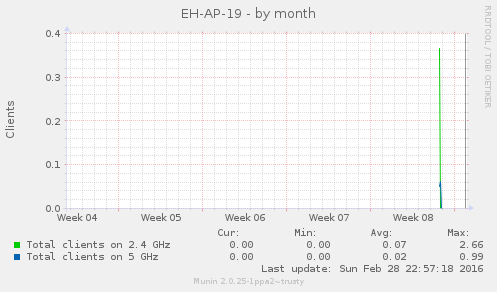 EH-AP-19 - by month
RRDTOOL / TOBI OETIKER
Clients
0.4
0.3
0.2
0.1
0.0
Week 04 Week 05 Week 06 Week 07 Week 08
Cur: Min: Avg: Max:
Total clients on 2.4 GHz 0.00 0.00 0.07 2.66
Total clients on 5 GHz 0.00 0.00 0.02 0.99
Last update: Sun Feb 28 22:57:18 2016
Munin 2.0.25-1ppa2~trusty